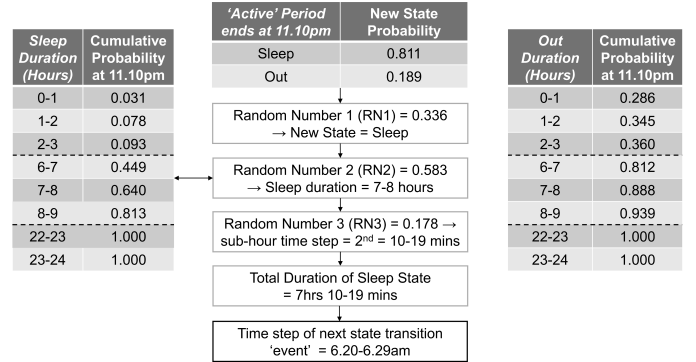 Sleep Duration (Hours) Cumulative Probability at 11.10pm
0-1 0.031
1-2 0.078
2-3 0.093
6-7 0.449
7-8 0.640
8-9 0.813
22-23 1.000
23-24 1.000
‘Active’ Period ends at 11.10pm New State Probability
Sleep 0.811
Out 0.189
Random Number 1 (RN1) = 0.336
→ New State = Sleep
Random Number 2 (RN2) = 0.583
→ Sleep duration = 7-8 hours
Random Number 3 (RN3) = 0.178 →
sub-hour time step = 2nd = 10-19 mins
Total Duration of Sleep State
= 7hrs 10-19 mins
Time step of next state transition
‘event’ = 6.20-6.29am
Out Duration (Hours) Cumulative Probability at 11.10pm
0-1 0.286
1-2 0.345
2-3 0.360
6-7 0.812
7-8 0.888
8-9 0.939
22-23 1.000
23-24 1.000